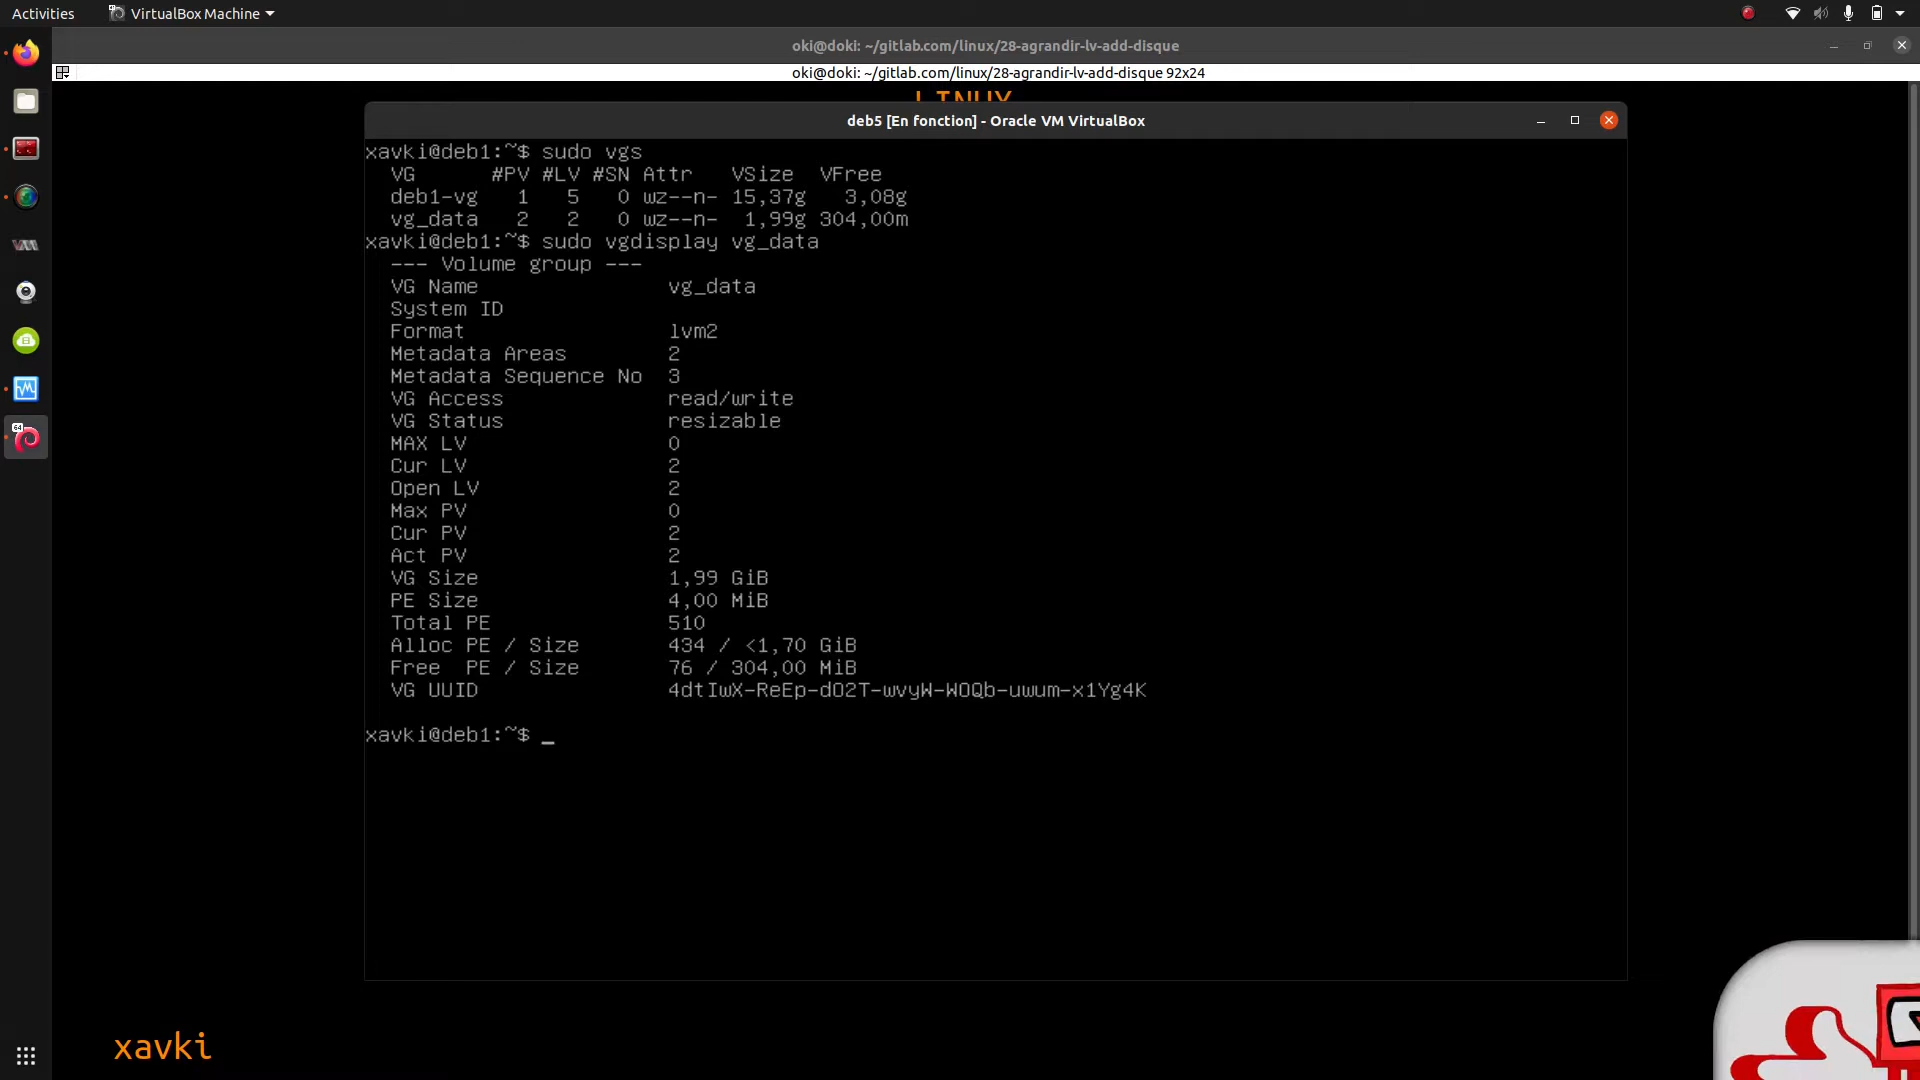 Activities VirtualBox Machine
oki@doki: ~/gitlab.com/linux/28-agrandir-lv-add-disque
oki@doki: ~/gitlab.com/linux/28-agrandir-lv-add-disque 92x24
LINUX
deb5 [En fonction] - Oracle VM VirtualBox
xavki@deb1:~$ sudo vgs
VG #PV #LV #SN Attr VSize VFree
deb1-vg 1 5 0 wz--n- 15,37g 3,08g
vg_data 2 2 0 wz--n- 1,99g 304,00m
xavki@deb1:~$ sudo vgdisplay vg_data
--- Volume group ---
VG Name vg_data
System ID
Format lvm2
Metadata Areas 2
Metadata Sequence No 3
VG Access read/write
VG Status resizable
MAX LV 0
Cur LV 2
Open LV 2
Max PV 0
Cur PV 2
Act PV 2
VG Size 1,99 GiB
PE Size 4,00 MiB
Total PE 510
Alloc PE / Size 434 / <1,70 GiB
Free PE / Size 76 / 304,00 MiB
VG UUID 4dtIwX-ReEp-dO2T-wvyW-WOQb-uwum-x1Yg4K
xavki@deb1:~$ _
xavki